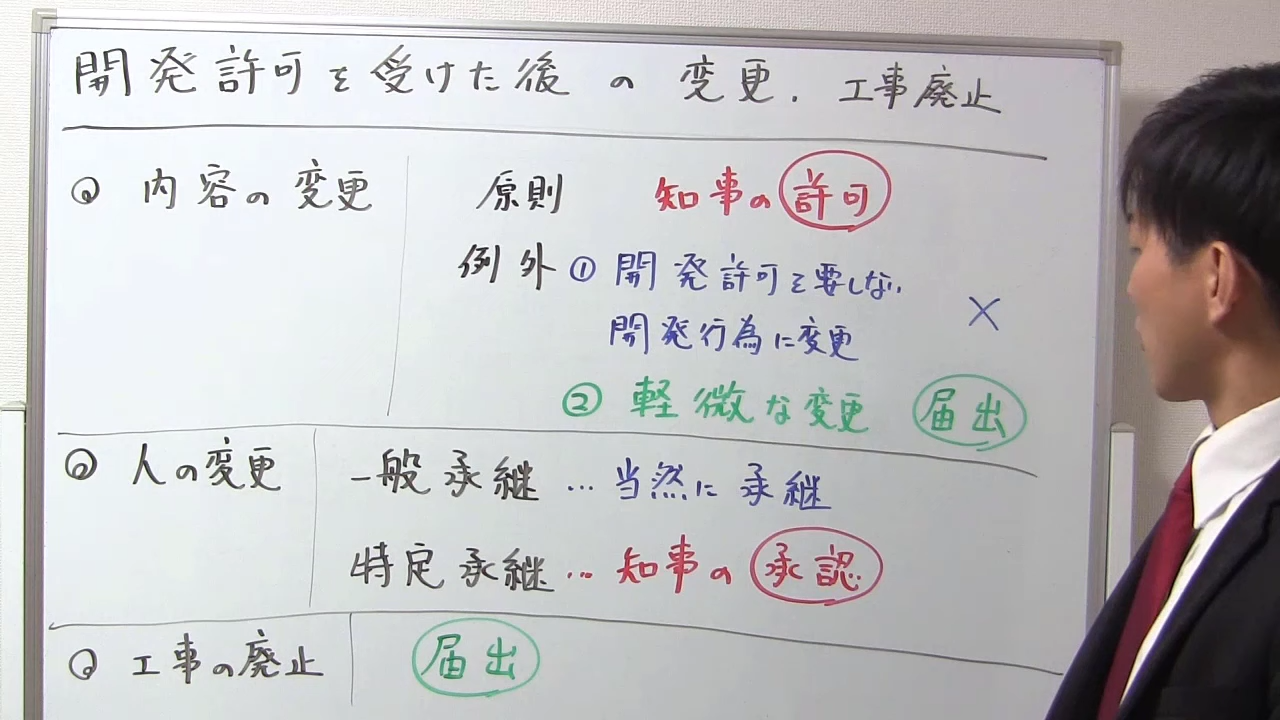 開発許可を受けた後の変更.工事廃止
◎ 内容の変更 原則 知事の許可
例外 ① 開発許可を要しない
開発行為に変更 ×
② 軽微な変更 届出
◎ 人の変更 一般承継 … 当然に承継
特定承継 … 知事の承認
◎ 工事の廃止 届出